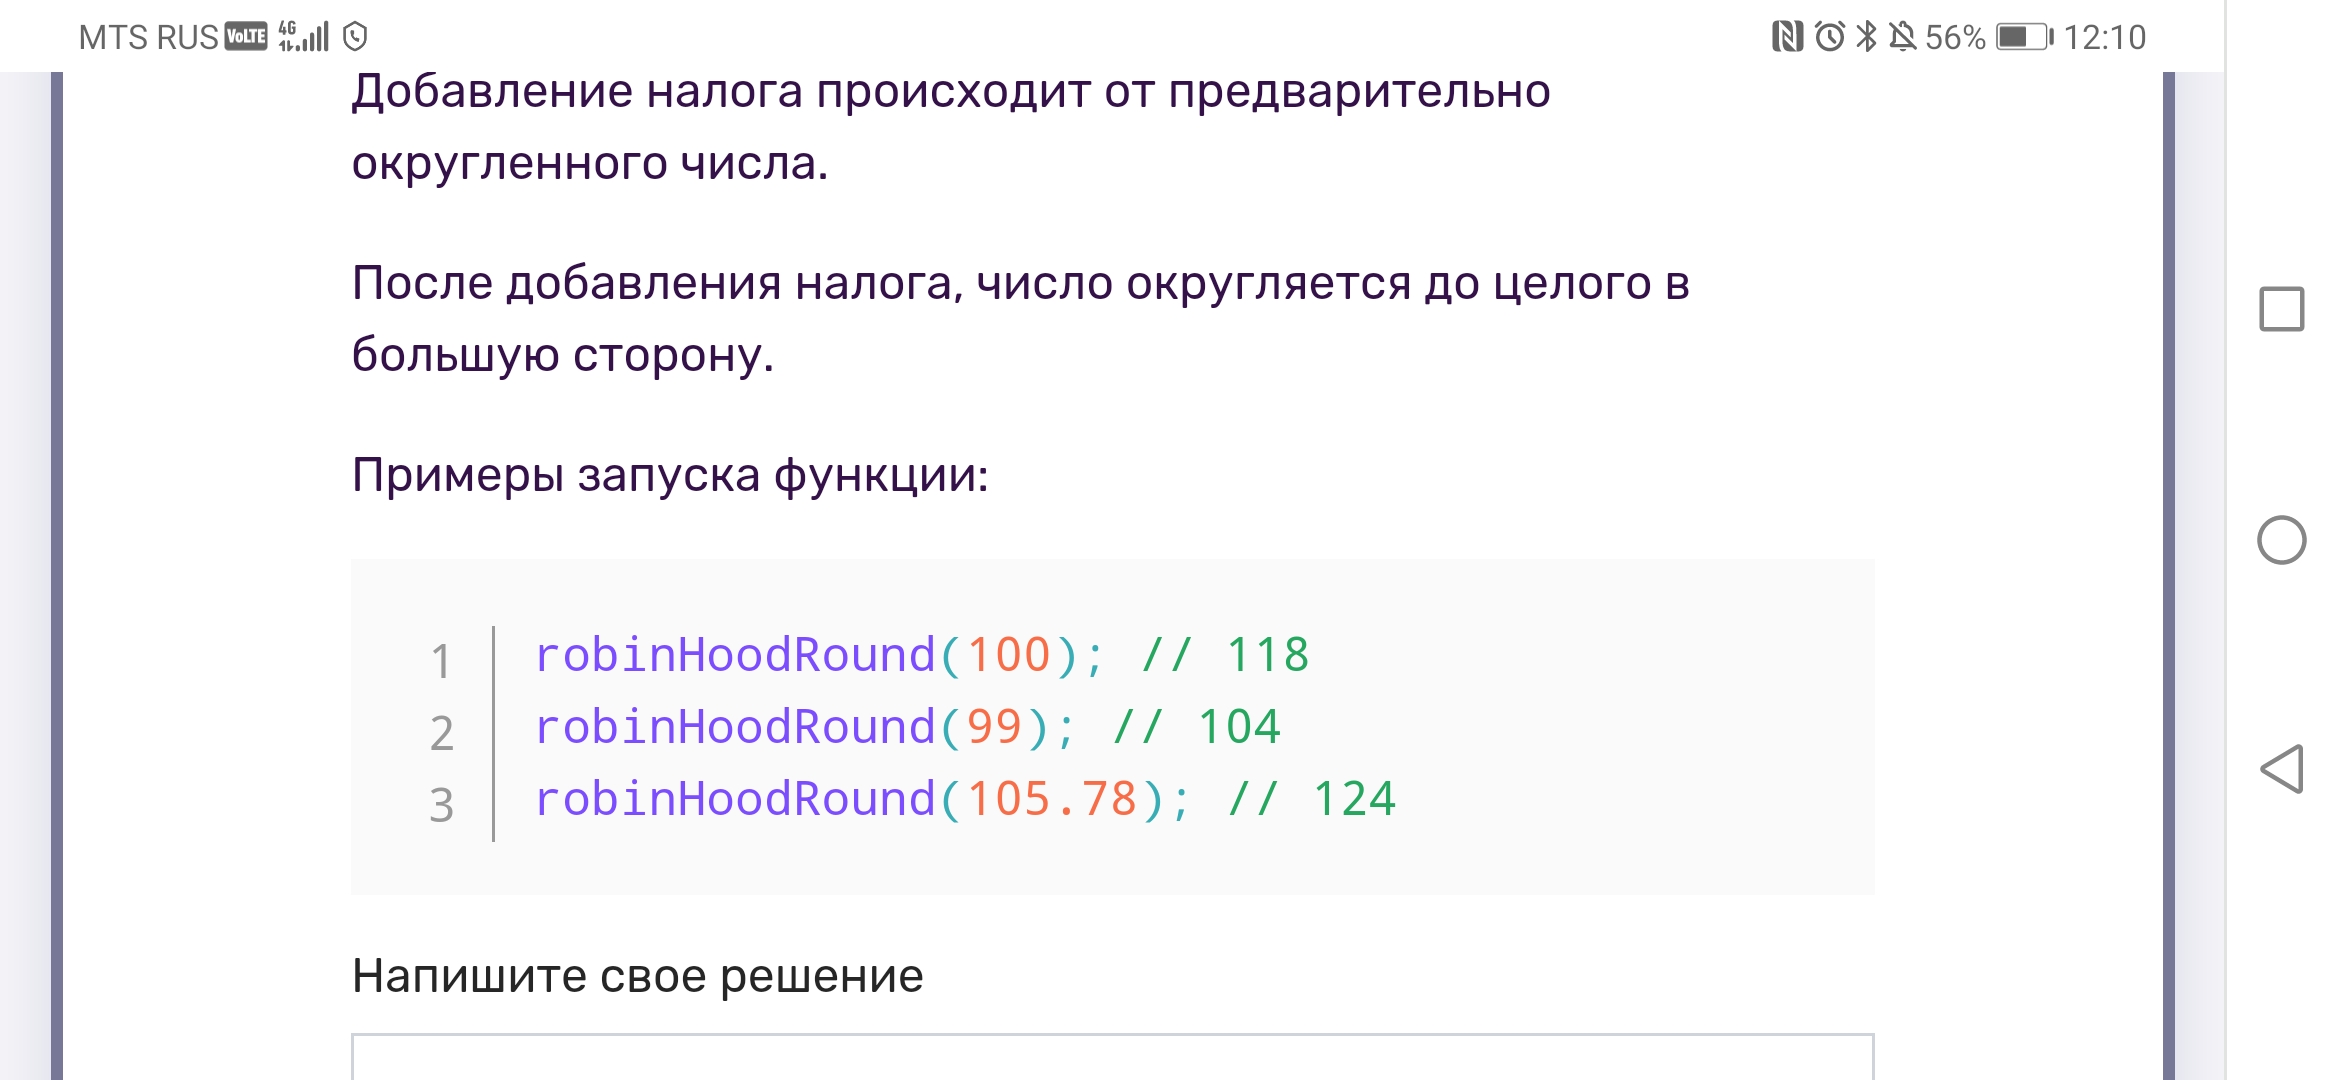 MTS RUS VoLTE 4G 56% 12:10
Добавление налога происходит от предварительно
округленного числа.
После добавления налога, число округляется до целого в
большую сторону.
Примеры запуска функции:
1 robinHoodRound(100); // 118
2 robinHoodRound(99); // 104
3 robinHoodRound(105.78); // 124
Напишите свое решение